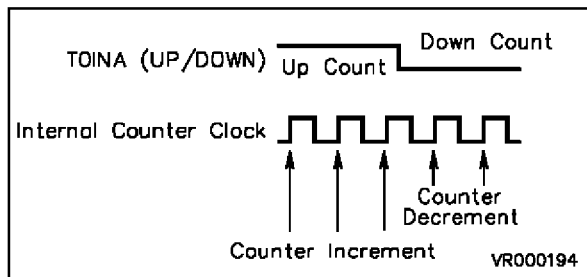 Down Count
TOINA (UP/DOWN)
Up Count
Internal Counter Clock
Counter
Decrement
Counter Increment
VR000194